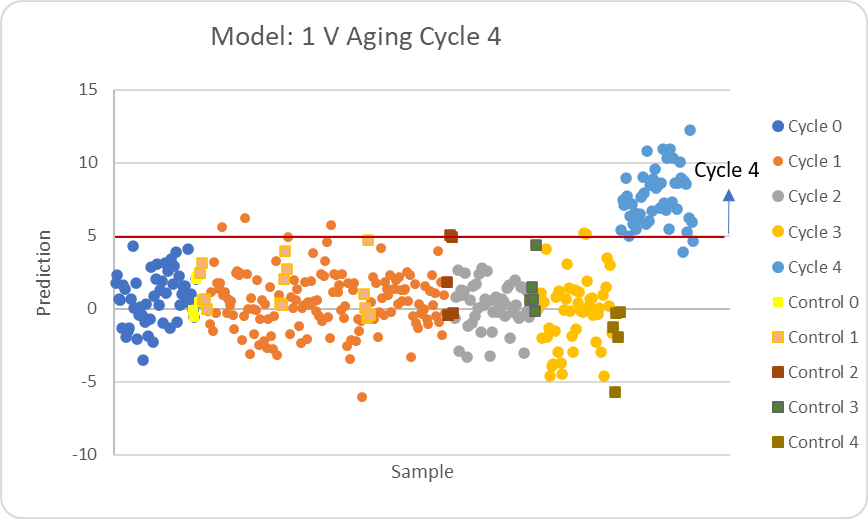 Model: 1 V Aging Cycle 4
15
10
5
0
-5
-10
Prediction
Sample
Cycle 4
Cycle 0
Cycle 1
Cycle 2
Cycle 3
Cycle 4
Control 0
Control 1
Control 2
Control 3
Control 4